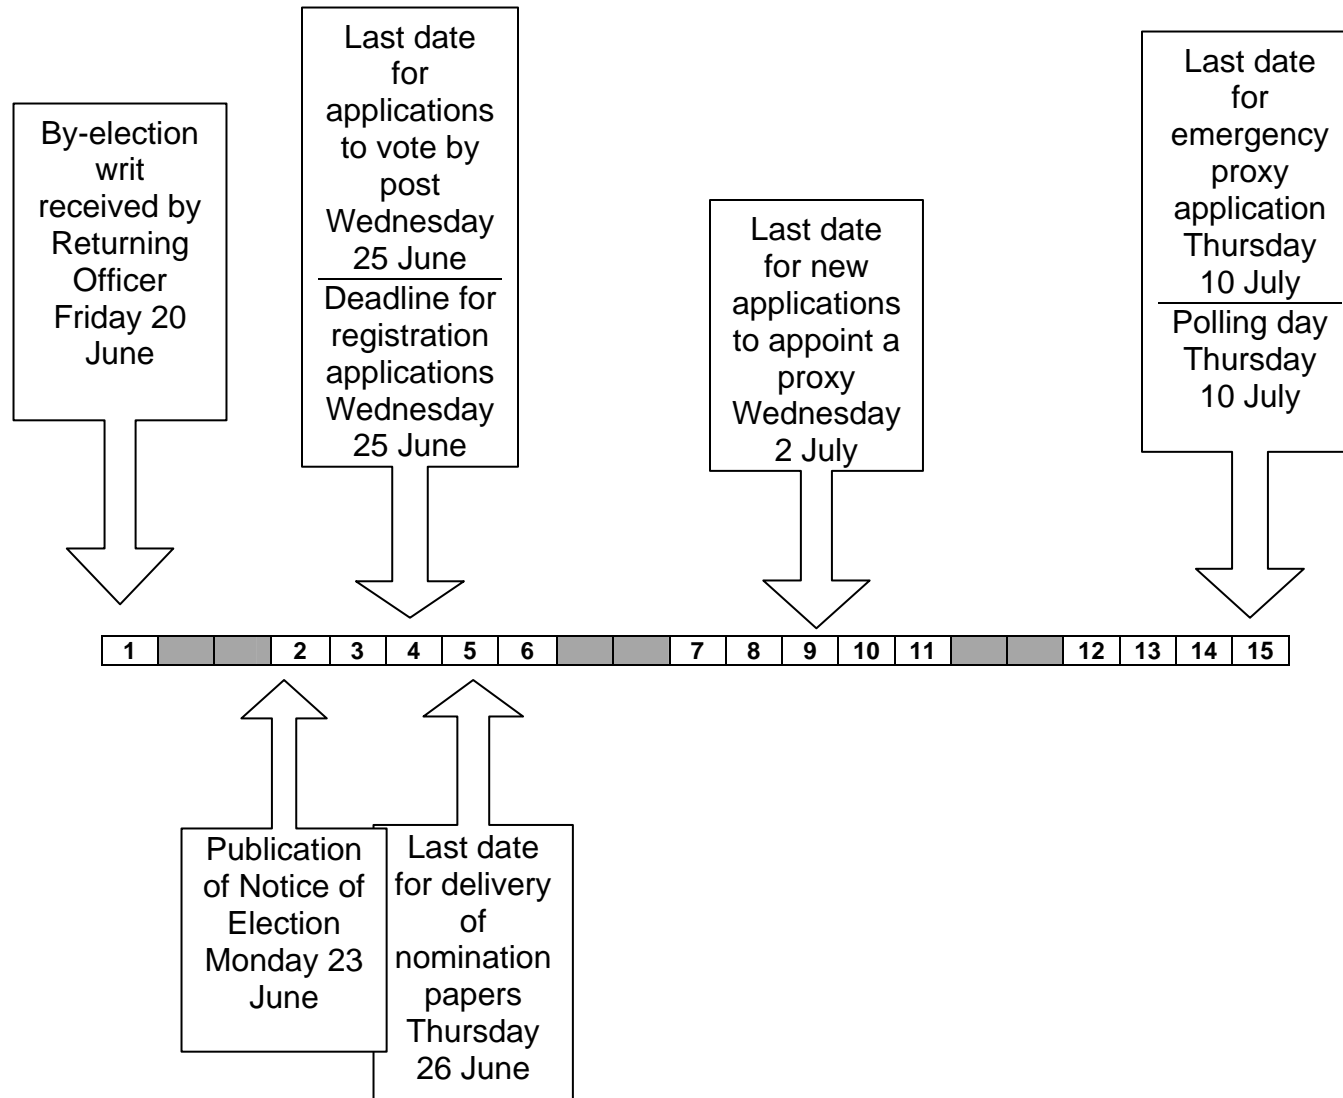 By-election
writ
received by
Returning
Officer
Friday 20
June
Last date
for
applications
to vote by
post
Wednesday
25 June
Deadline for
registration
applications
Wednesday
25 June
Last date
for new
applications
to appoint a
proxy
Wednesday
2 July
Last date
for
emergency
proxy
application
Thursday
10 July
Polling day
Thursday
10 July
1 2 3 4 5 6 7 8 9 10 11 12 13 14 15
Publication
of Notice of
Election
Monday 23
June
Last date
for delivery
of
nomination
papers
Thursday
26 June